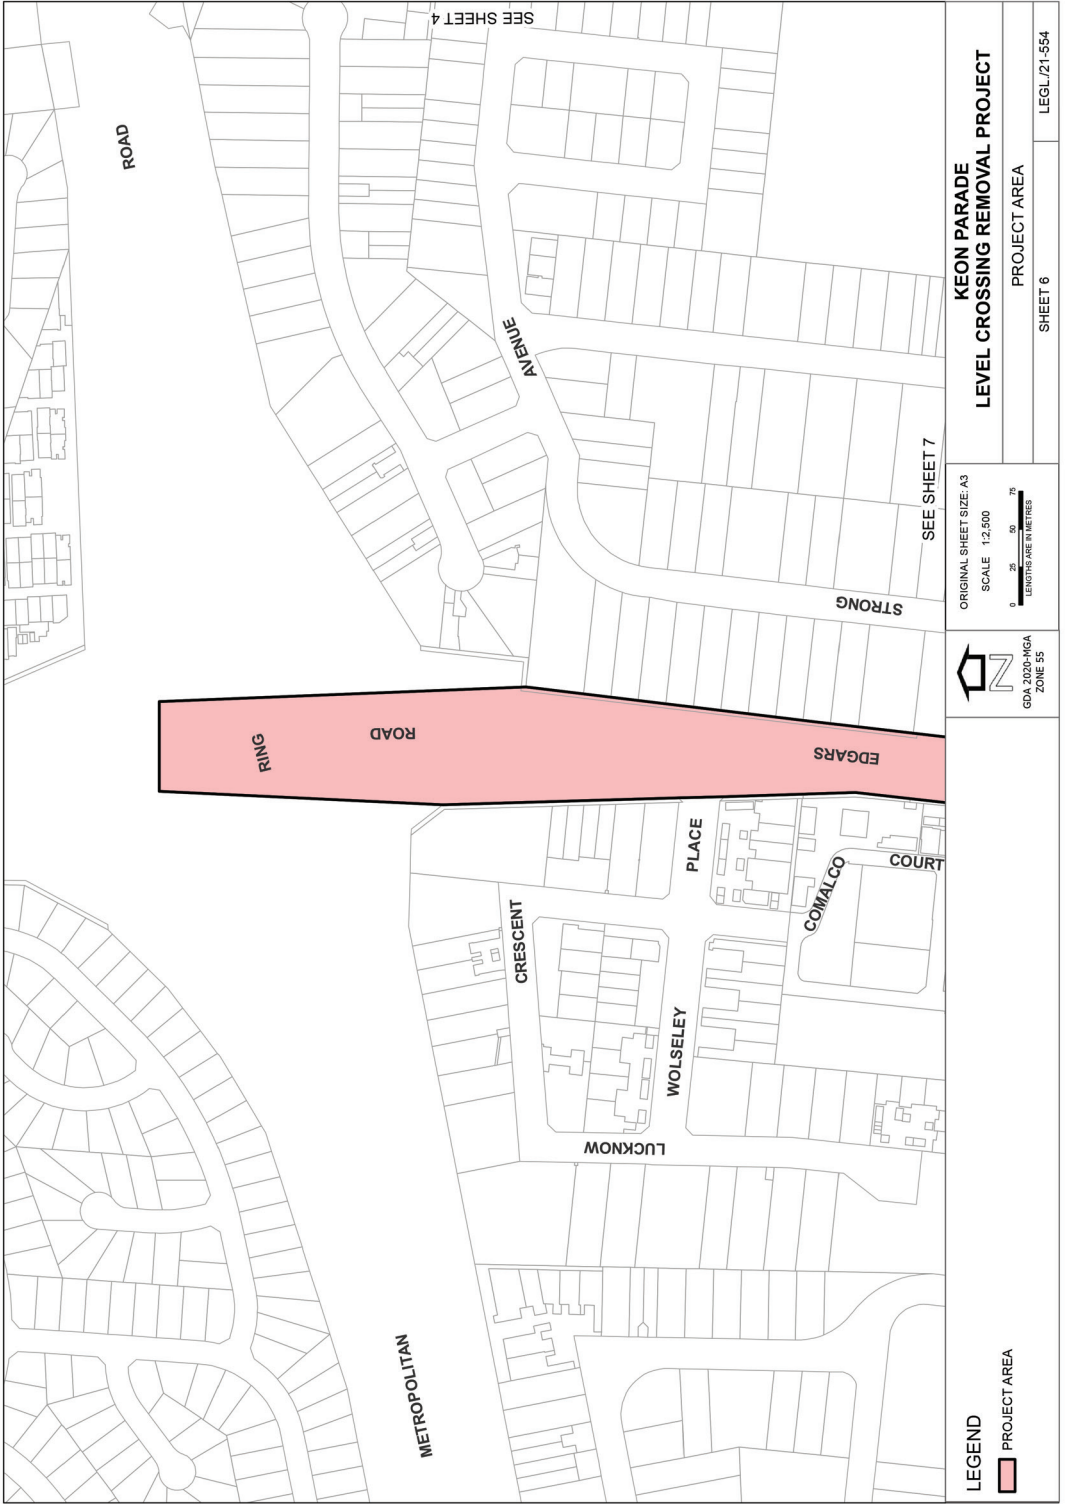 SEE SHEET 4
ROAD
AVENUE
SEE SHEET 7
STRONG
RING
ROAD
EDGARS
PLACE
COURT
COMALCO
CRESCENT
WOLSELEY
LUCKNOW
METROPOLITAN
LEGEND
PROJECT AREA
N
GDA 2020-MGA
ZONE 55
ORIGINAL SHEET SIZE: A3
SCALE 1:2,500
0 25 50 75
LENGTHS ARE IN METRES
KEON PARADE
LEVEL CROSSING REMOVAL PROJECT
PROJECT AREA
SHEET 6
LEGL./21-554